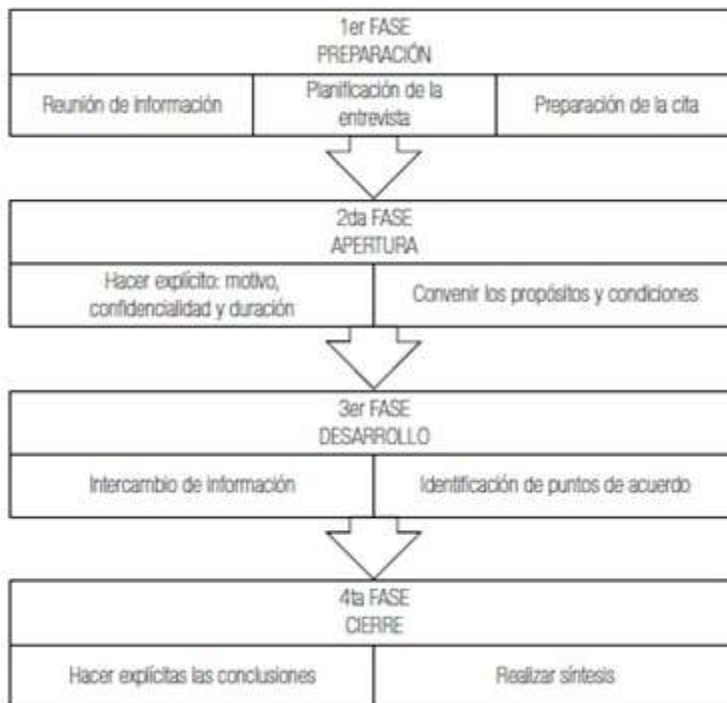 1er FASE
PREPARACIÓN
Reunión de información
Planificación de la
entrevista
Preparación de la cita
2da FASE
APERTURA
Hacer explícito: motivo,
confidencialidad y duración
Convenir los propósitos y condiciones
3er FASE
DESARROLLO
Intercambio de información
Identificación de puntos de acuerdo
4ta FASE
CIERRE
Hacer explícitas las conclusiones
Realizar síntesis